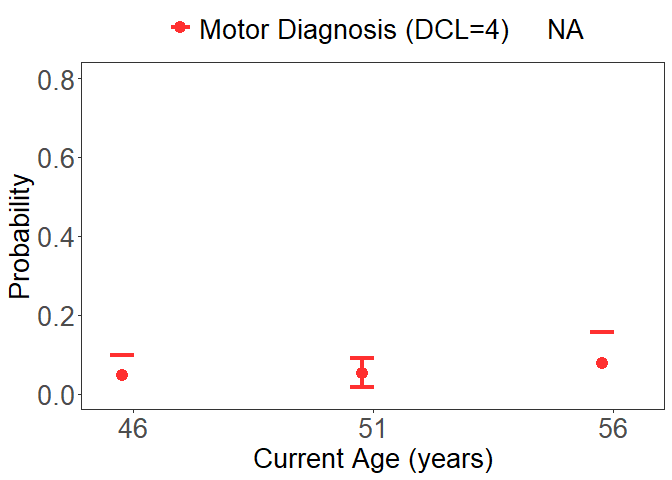 Motor Diagnosis (DCL=4) NA
0.8
0.6
0.4
0.2
0.0
Probability
46 51 56
Current Age (years)